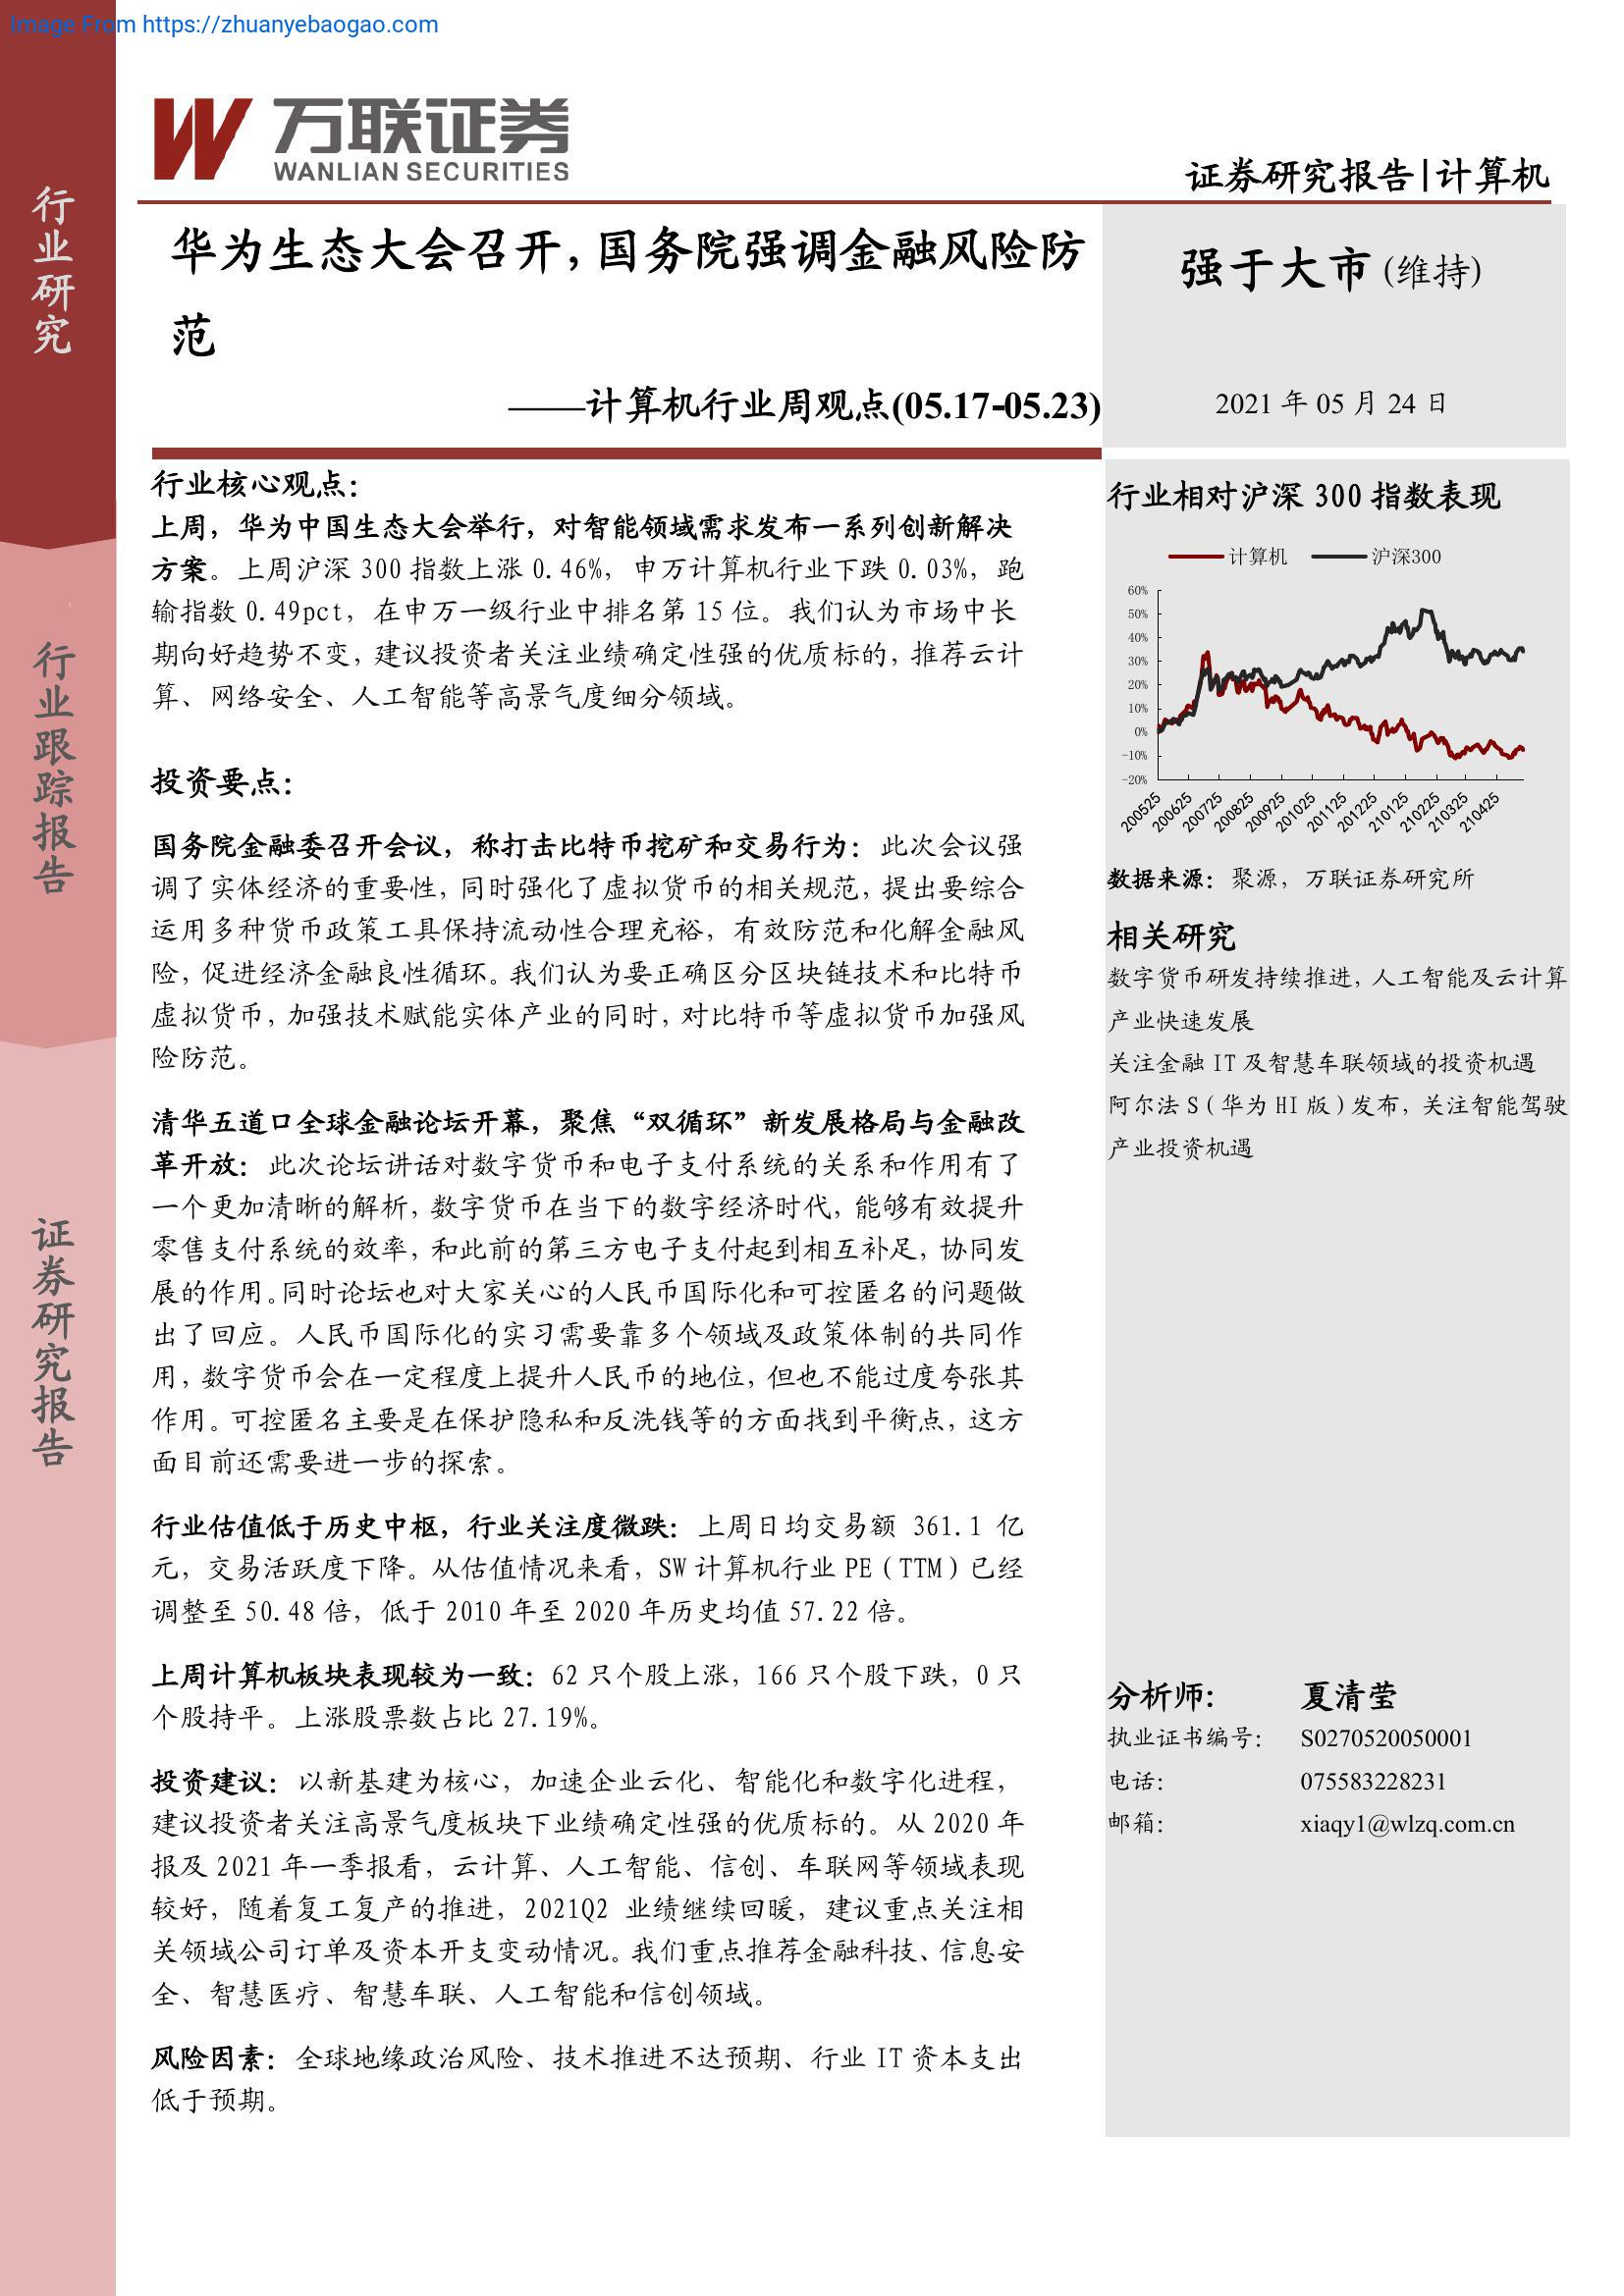 Image From https://zhuanyebaogao.com
万联证券
WANLIAN SECURITIES
证券研究报告|计算机
行业研究
行业跟踪报告
证券研究报告
华为生态大会召开，国务院强调金融风险防
范
——计算机行业周观点(05.17-05.23)
强于大市(维持)
2021 年 05 月 24 日
行业核心观点：
上周，华为中国生态大会举行，对智能领域需求发布一系列创新解决
方案。上周沪深 300 指数上涨 0.46%，申万计算机行业下跌 0.03%，跑
输指数 0.49pct，在申万一级行业中排名第 15 位。我们认为市场中长
期向好趋势不变，建议投资者关注业绩确定性强的优质标的，推荐云计
算、网络安全、人工智能等高景气度细分领域。
投资要点：
国务院金融委召开会议，称打击比特币挖矿和交易行为：此次会议强
调了实体经济的重要性，同时强化了虚拟货币的相关规范，提出要综合
运用多种货币政策工具保持流动性合理充裕，有效防范和化解金融风
险，促进经济金融良性循环。我们认为要正确区分区块链技术和比特币
虚拟货币，加强技术赋能实体产业的同时，对比特币等虚拟货币加强风
险防范。
清华五道口全球金融论坛开幕，聚焦“双循环”新发展格局与金融改
革开放：此次论坛讲话对数字货币和电子支付系统的关系和作用有了
一个更加清晰的解析，数字货币在当下的数字经济时代，能够有效提升
零售支付系统的效率，和此前的第三方电子支付起到相互补足，协同发
展的作用。同时论坛也对大家关心的人民币国际化和可控匿名的问题做
出了回应。人民币国际化的实习需要靠多个领域及政策体制的共同作
用，数字货币会在一定程度上提升人民币的地位，但也不能过度夸张其
作用。可控匿名主要是在保护隐私和反洗钱等的方面找到平衡点，这方
面目前还需要进一步的探索。
行业估值低于历史中枢，行业关注度微跌：上周日均交易额 361.1 亿
元，交易活跃度下降。从估值情况来看，SW 计算机行业 PE（TTM）已经
调整至 50.48 倍，低于 2010 年至 2020 年历史均值 57.22 倍。
上周计算机板块表现较为一致：62 只个股上涨，166 只个股下跌，0 只
个股持平。上涨股票数占比 27.19%。
投资建议：以新基建为核心，加速企业云化、智能化和数字化进程，
建议投资者关注高景气度板块下业绩确定性强的优质标的。从 2020 年
报及 2021 年一季报看，云计算、人工智能、信创、车联网等领域表现
较好，随着复工复产的推进，2021Q2 业绩继续回暖，建议重点关注相
关领域公司订单及资本开支变动情况。我们重点推荐金融科技、信息安
全、智慧医疗、智慧车联、人工智能和信创领域。
风险因素：全球地缘政治风险、技术推进不达预期、行业 IT 资本支出
低于预期。
行业相对沪深 300 指数表现
计算机 沪深300
60%
50%
40%
30%
20%
10%
0%
-10%
-20%
200525 200625 200725 200825 200925 201025 201125 201225 210125 210225 210325 210425
数据来源：聚源，万联证券研究所
相关研究
数字货币研发持续推进，人工智能及云计算
产业快速发展
关注金融 IT 及智慧车联领域的投资机遇
阿尔法 S（华为 HI 版）发布，关注智能驾驶
产业投资机遇
分析师： 夏清莹
执业证书编号： S0270520050001
电话： 075583228231
邮箱： xiaqy1@wlzq.com.cn